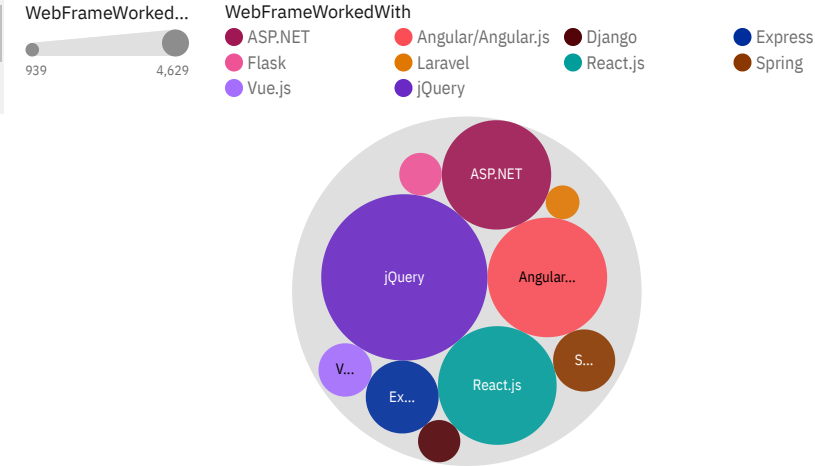 WebFrameWorked...
939
4,629
WebFrameWorkedWith
ASP.NET
Angular/Angular.js
Django
Express
Flask
Laravel
React.js
Spring
Vue.js
jQuery
ASP.NET
jQuery
Angular...
V...
Ex...
React.js
S...